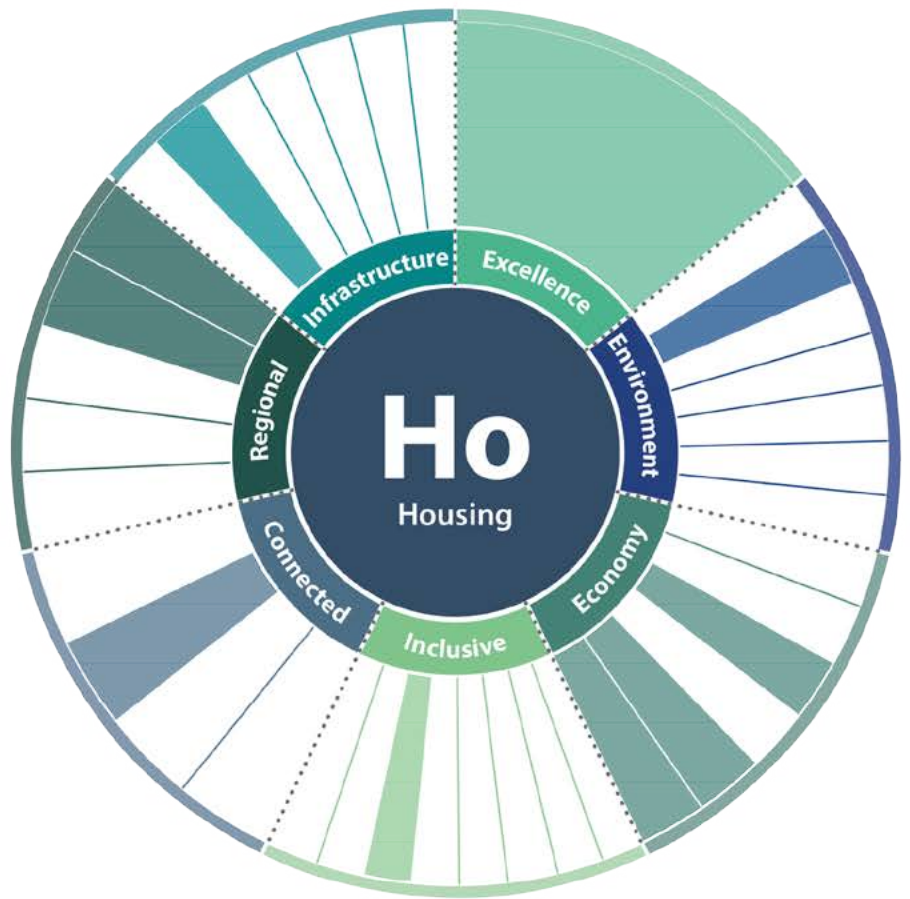 Ho
Housing
Excellence
Environment
Economy
Inclusive
Connected
Regional
Infrastructure